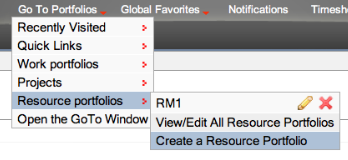 Go To Portfolios Global Favorites Notifications
Recently Visited
Quick Links
Work portfolios
Projects
Resource portfolios
Open the GoTo Window
RM1
View/Edit All Resource Portfolios
Create a Resource Portfolio